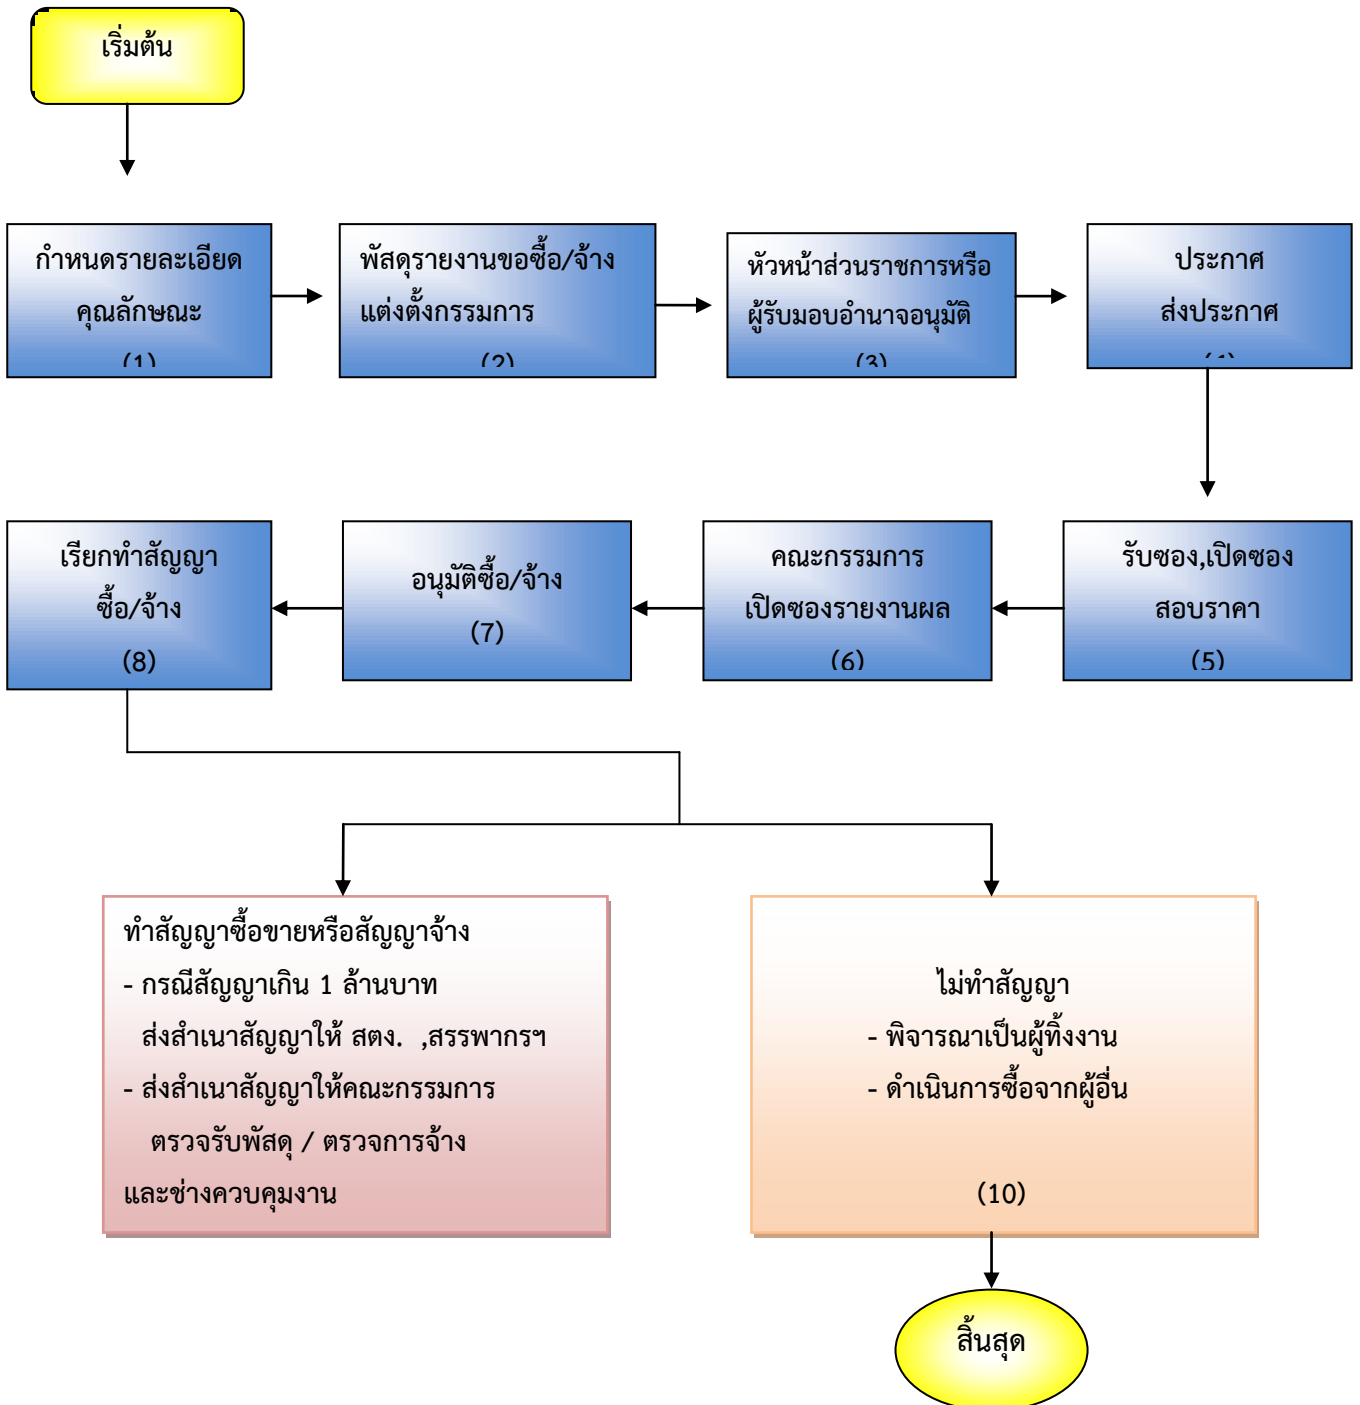 เริ่มต้น
กำหนดรายละเอียด
คุณลักษณะ
(1)
พัสดุรายงานขอซื้อ/จ้าง
แต่งตั้งกรรมการ
(2)
หัวหน้าส่วนราชการหรือ
ผู้รับมอบอำนาจอนุมัติ
(3)
ประกาศ
ส่งประกาศ
(4)
รับซอง,เปิดซอง
สอบราคา
(5)
คณะกรรมการ
เปิดซองรายงานผล
(6)
อนุมัติซื้อ/จ้าง
(7)
เรียกทำสัญญา
ซื้อ/จ้าง
(8)
ทำสัญญาซื้อขายหรือสัญญาจ้าง
- กรณีสัญญาเกิน 1 ล้านบาท
ส่งสำเนาสัญญาให้ สตง. ,สรรพากรฯ
- ส่งสำเนาสัญญาให้คณะกรรมการ
ตรวจรับพัสดุ / ตรวจการจ้าง
และช่างควบคุมงาน
ไม่ทำสัญญา
- พิจารณาเป็นผู้ทิ้งงาน
- ดำเนินการซื้อจากผู้อื่น
(10)
สิ้นสุด